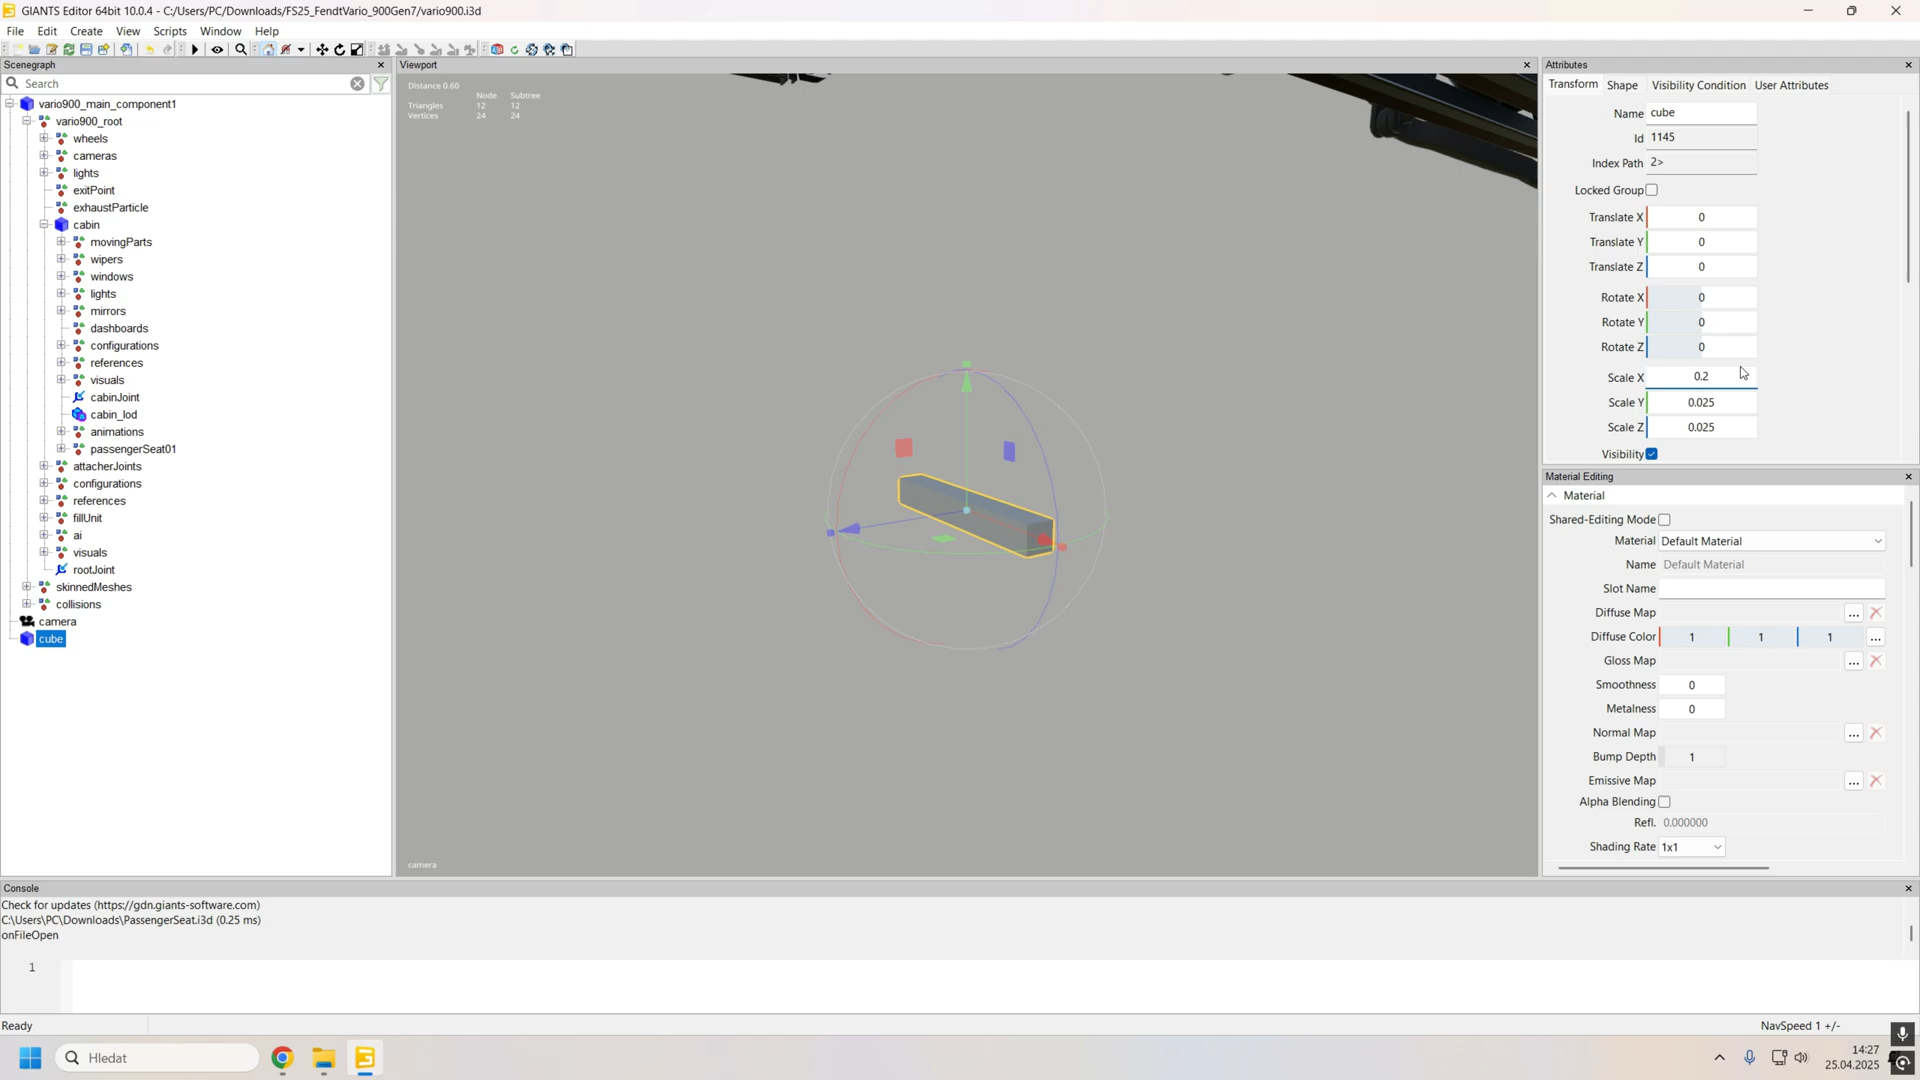 GIANTS Editor 64bit 10.0.4 - C:/Users/PC/Downloads/FS25_FendtVario_900Gen7/vario900.i3d
File Edit Create View Scripts Window Help
Scenegraph
Search
vario900_main_component1
vario900_root
wheels
cameras
lights
exitPoint
exhaustParticle
cabin
movingParts
wipers
windows
lights
mirrors
dashboards
configurations
references
visuals
cabinJoint
cabin_lod
animations
passengerSeat01
attacherJoints
configurations
references
fillUnit
ai
visuals
rootJoint
skinnedMeshes
collisions
camera
cube
Viewport
Distance 0.60
Node Subtree
Triangles 12 12
Vertices 24 24
camera
Attributes
Transform Shape Visibility Condition User Attributes
Name cube
Id 1145
Index Path 2>
Locked Group
Translate X 0
Translate Y 0
Translate Z 0
Rotate X 0
Rotate Y 0
Rotate Z 0
Scale X 0.2
Scale Y 0.025
Scale Z 0.025
Visibility
Material Editing
Material
Shared-Editing Mode
Material Default Material
Name Default Material
Slot Name
Diffuse Map ...
Diffuse Color 1 1 1 ...
Gloss Map ...
Smoothness 0
Metalness 0
Normal Map ...
Bump Depth 1
Emissive Map ...
Alpha Blending
Refl. 0.000000
Shading Rate 1x1
Console
Check for updates (https://gdn.giants-software.com)
C:\Users\PC\Downloads\PassengerSeat.i3d (0.25 ms)
onFileOpen
1
Ready
NavSpeed 1 +/-
Hledat
14:27
25.04.2025